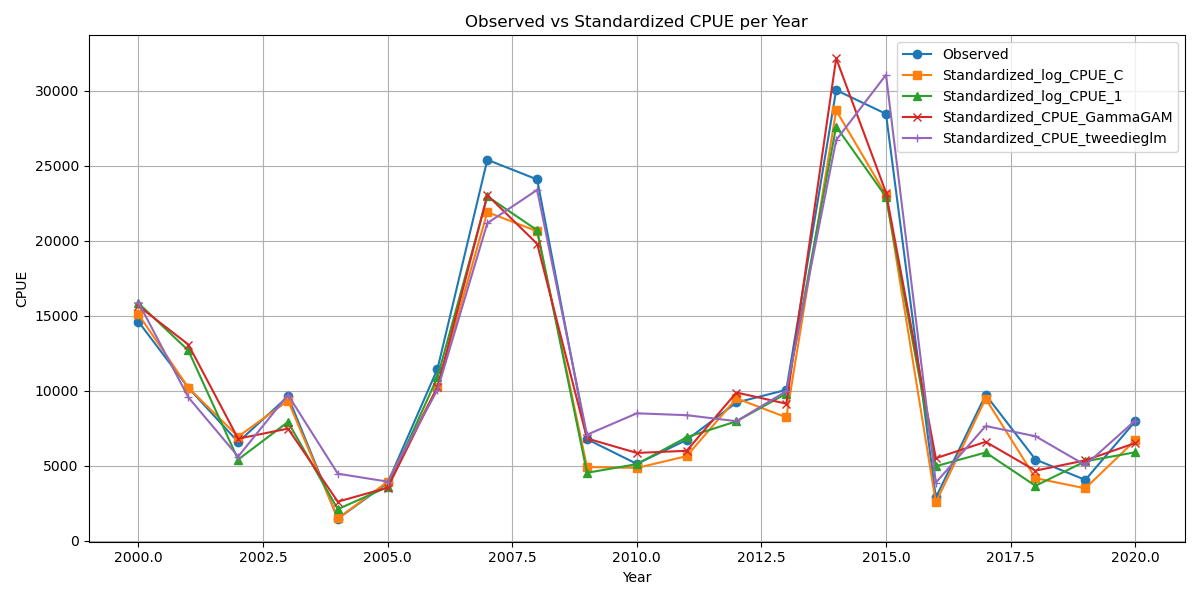 Observed vs Standardized CPUE per Year
Observed
Standardized_log_CPUE_C
Standardized_log_CPUE_1
Standardized_CPUE_GammaGAM
Standardized_CPUE_tweedieglm
30000
25000
20000
15000
10000
5000
0
CPUE
2000.0 2002.5 2005.0 2007.5 2010.0 2012.5 2015.0 2017.5 2020.0
Year